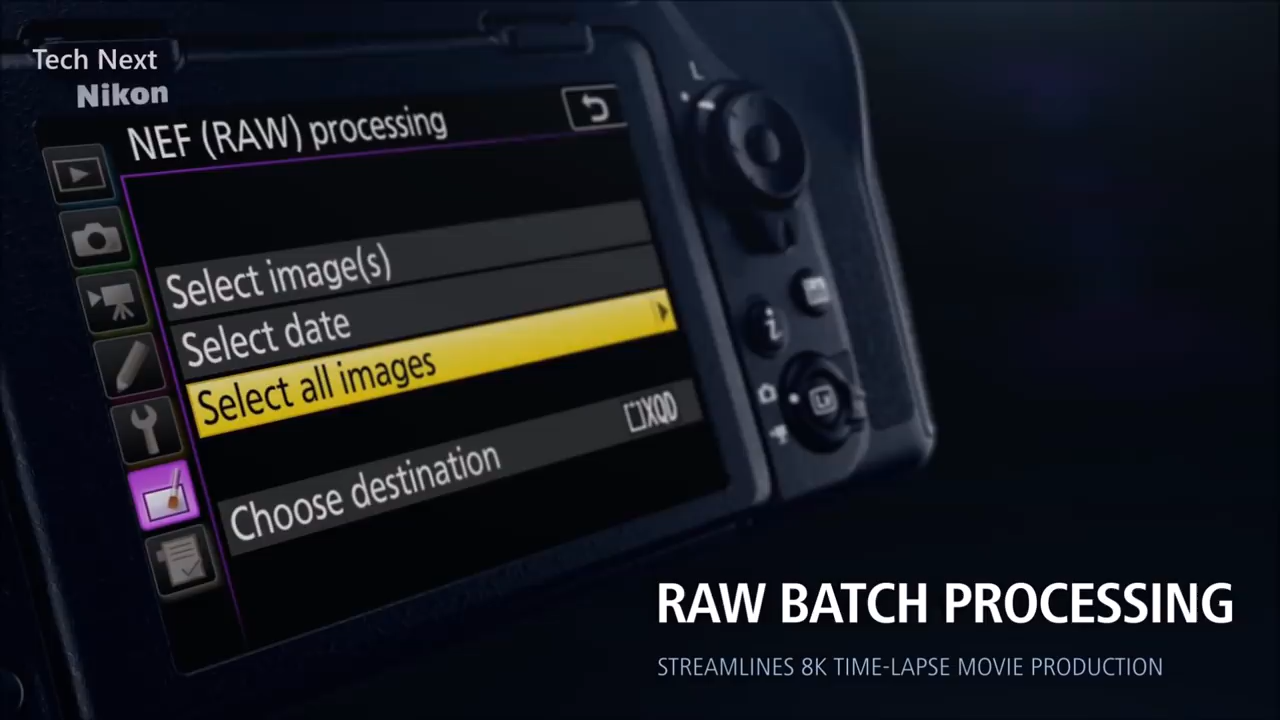 Tech Next
Nikon
NEF (RAW) processing
Select image(s)
Select date
Select all images
XQD
Choose destination
L
i
Lv
RAW BATCH PROCESSING
STREAMLINES 8K TIME-LAPSE MOVIE PRODUCTION